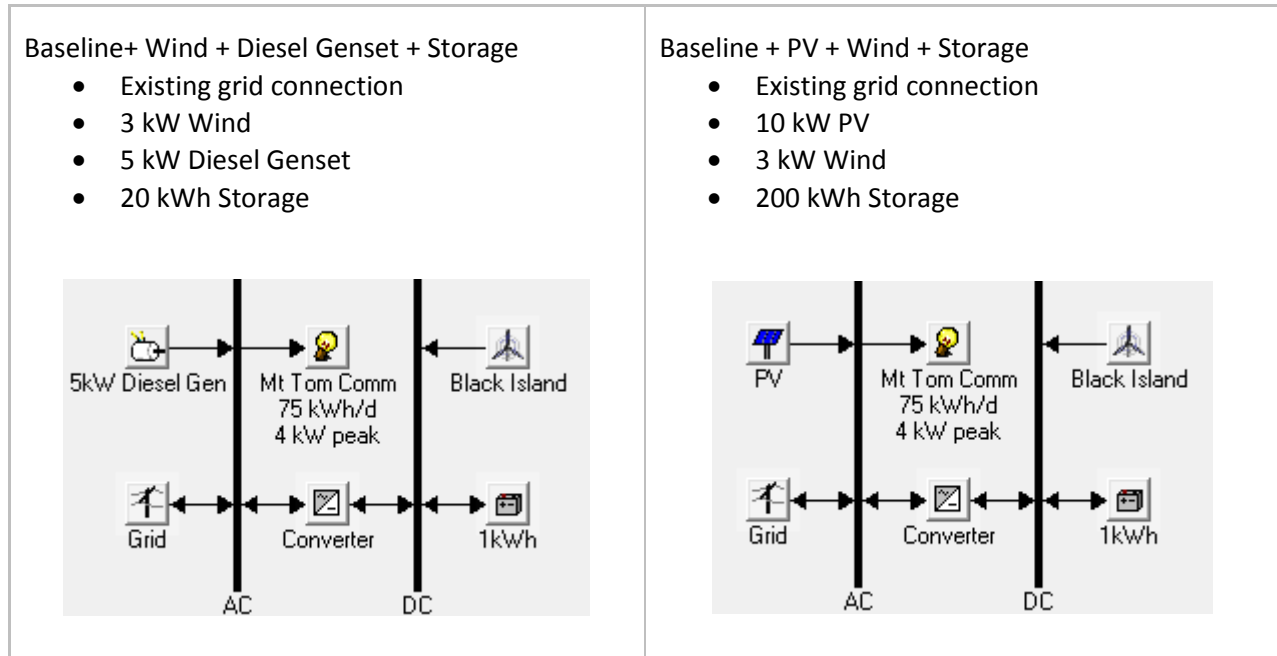 Baseline+ Wind + Diesel Genset + Storage
• Existing grid connection
• 3 kW Wind
• 5 kW Diesel Genset
• 20 kWh Storage
5kW Diesel Gen
Mt Tom Comm
75 kWh/d
4 kW peak
Black Island
Grid
Converter
1kWh
AC
DC
Baseline + PV + Wind + Storage
• Existing grid connection
• 10 kW PV
• 3 kW Wind
• 200 kWh Storage
PV
Mt Tom Comm
75 kWh/d
4 kW peak
Black Island
Grid
Converter
1kWh
AC
DC